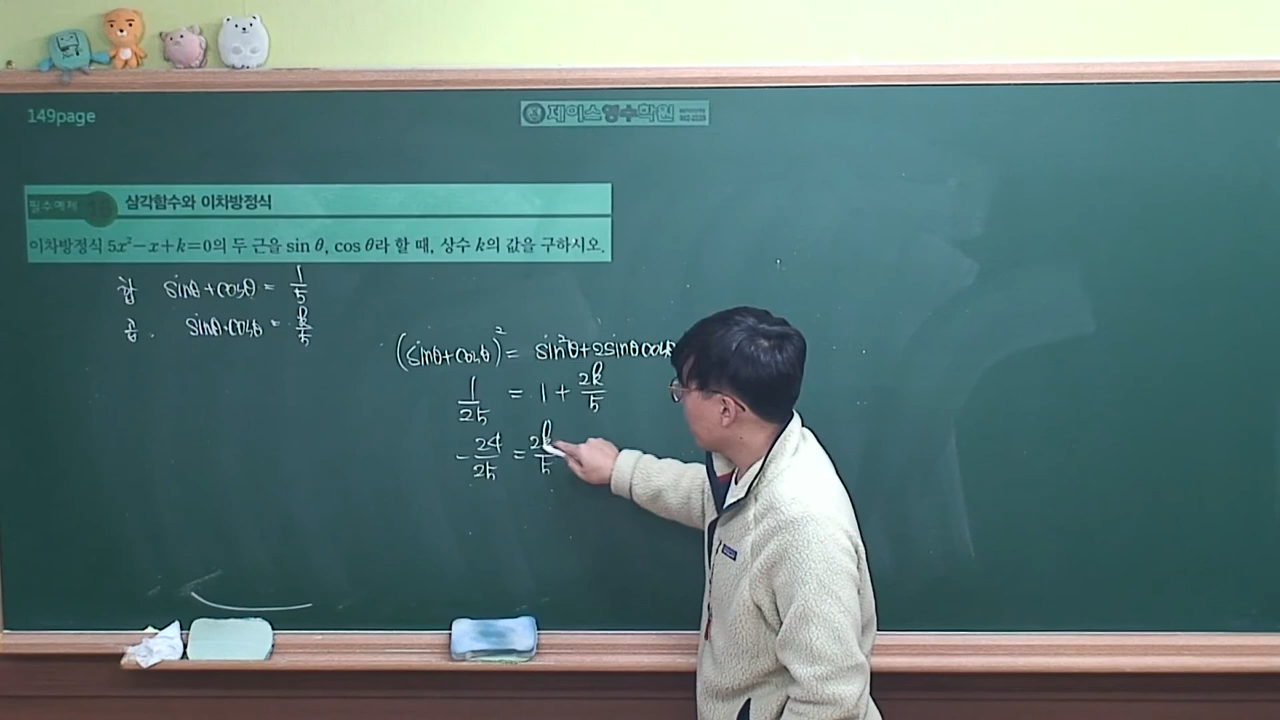 149page
제이스영수학원
필수예제
삼각함수와 이차방정식
이차방정식 5x²-x+k=0의 두 근을 sin θ, cos θ라 할 때, 상수 k의 값을 구하시오.
합 sinθ+cosθ = 1/5
곱. sinθ·cosθ = k/5
(sinθ+cosθ)² = sin²θ+2sinθcosθ
1/25 = 1 + 2k/5
-24/25 = 2k/5